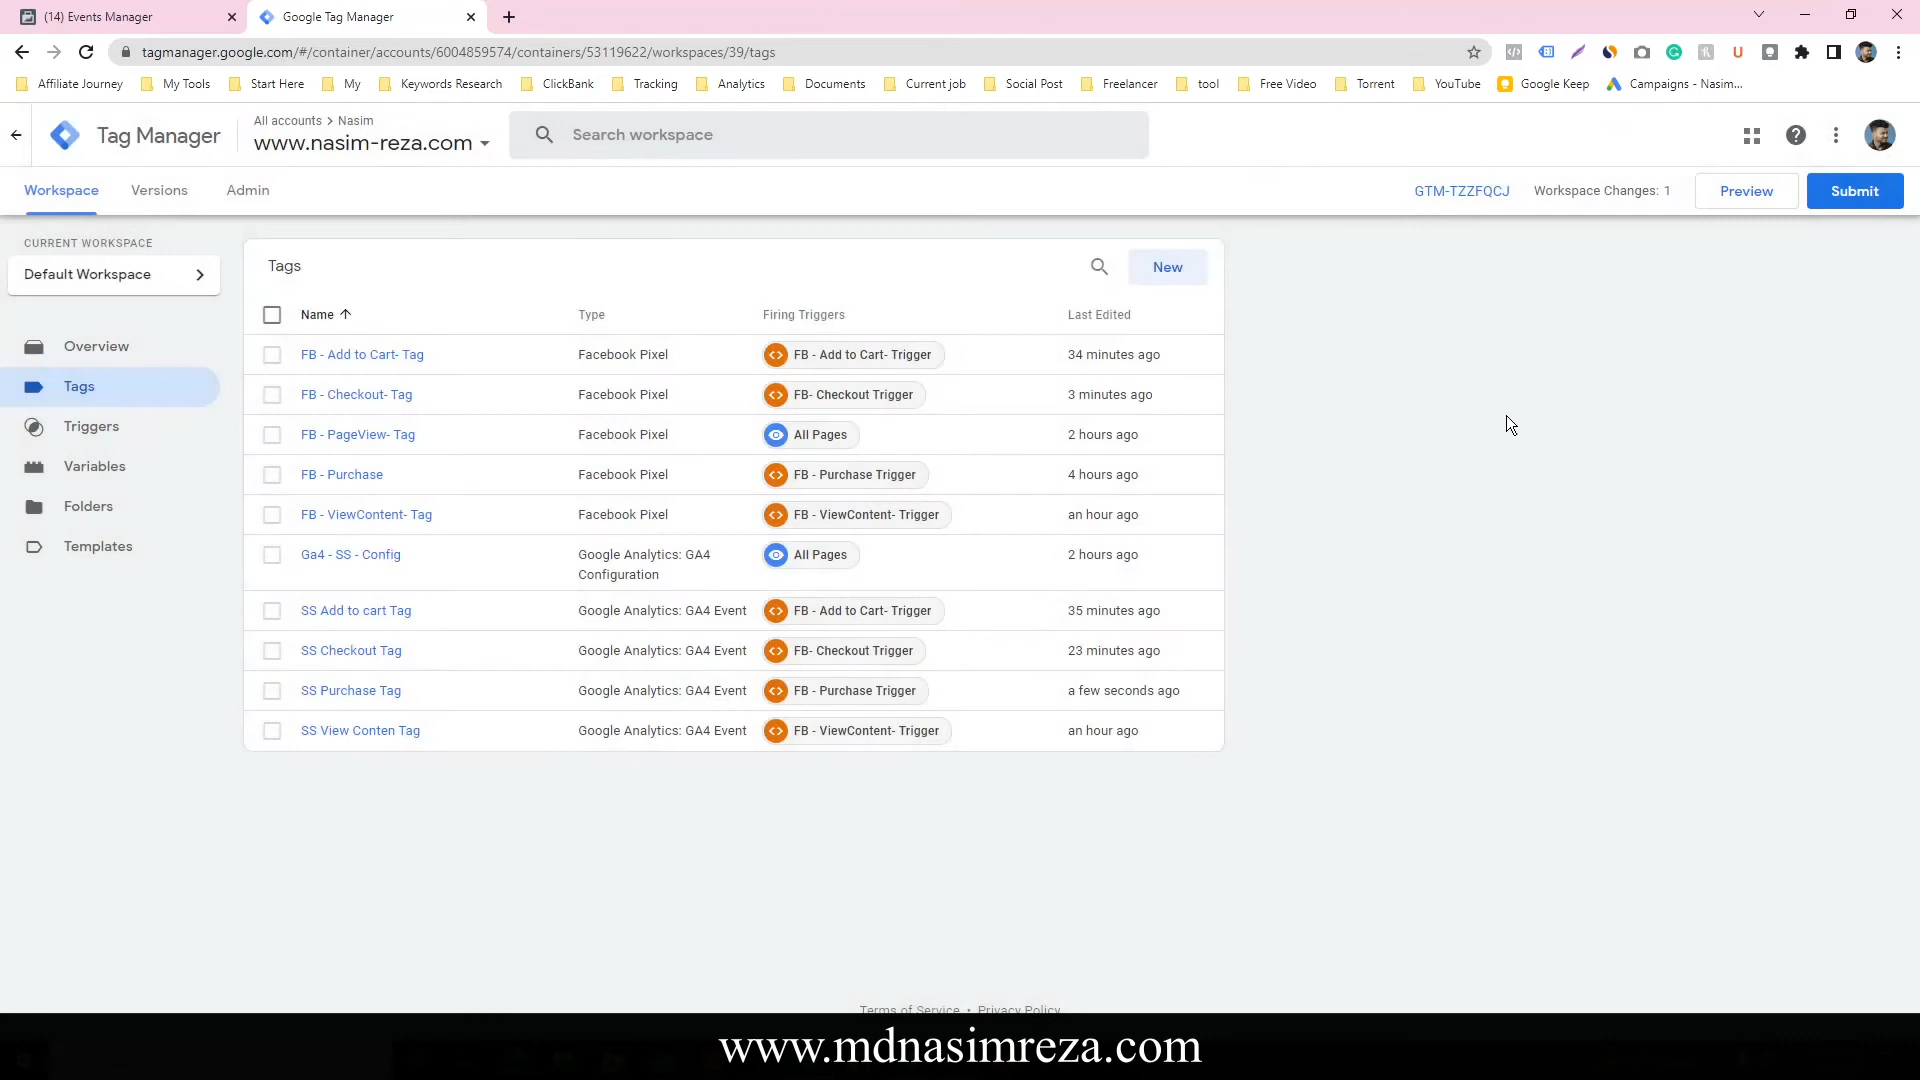 (14) Events Manager
Google Tag Manager
tagmanager.google.com/#/container/accounts/6004859574/containers/53119622/workspaces/39/tags
Affiliate Journey
My Tools
Start Here
My
Keywords Research
ClickBank
Tracking
Analytics
Documents
Current job
Social Post
Freelancer
tool
Free Video
Torrent
YouTube
Google Keep
Campaigns - Nasim...
Tag Manager
All accounts > Nasim
www.nasim-reza.com
Search workspace
Workspace
Versions
Admin
GTM-TZZFQCJ
Workspace Changes: 1
Preview
Submit
CURRENT WORKSPACE
Default Workspace
Overview
Tags
Triggers
Variables
Folders
Templates
Tags
New
Name Type Firing Triggers Last Edited
FB - Add to Cart- Tag Facebook Pixel FB - Add to Cart- Trigger 34 minutes ago
FB - Checkout- Tag Facebook Pixel FB- Checkout Trigger 3 minutes ago
FB - PageView- Tag Facebook Pixel All Pages 2 hours ago
FB - Purchase Facebook Pixel FB - Purchase Trigger 4 hours ago
FB - ViewContent- Tag Facebook Pixel FB - ViewContent- Trigger an hour ago
Ga4 - SS - Config Google Analytics: GA4 All Pages 2 hours ago
Configuration
SS Add to cart Tag Google Analytics: GA4 Event FB - Add to Cart- Trigger 35 minutes ago
SS Checkout Tag Google Analytics: GA4 Event FB- Checkout Trigger 23 minutes ago
SS Purchase Tag Google Analytics: GA4 Event FB - Purchase Trigger a few seconds ago
SS View Conten Tag Google Analytics: GA4 Event FB - ViewContent- Trigger an hour ago
Terms of Service • Privacy Policy
www.mdnasimreza.com